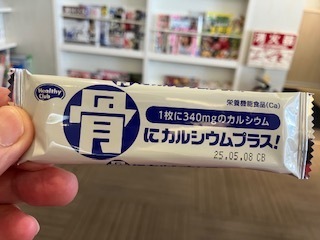 Healthy
Club
栄養機能食品(Ca)
骨
1枚に340mgのカルシウム
にカルシウムプラス!
25.05.08 CB